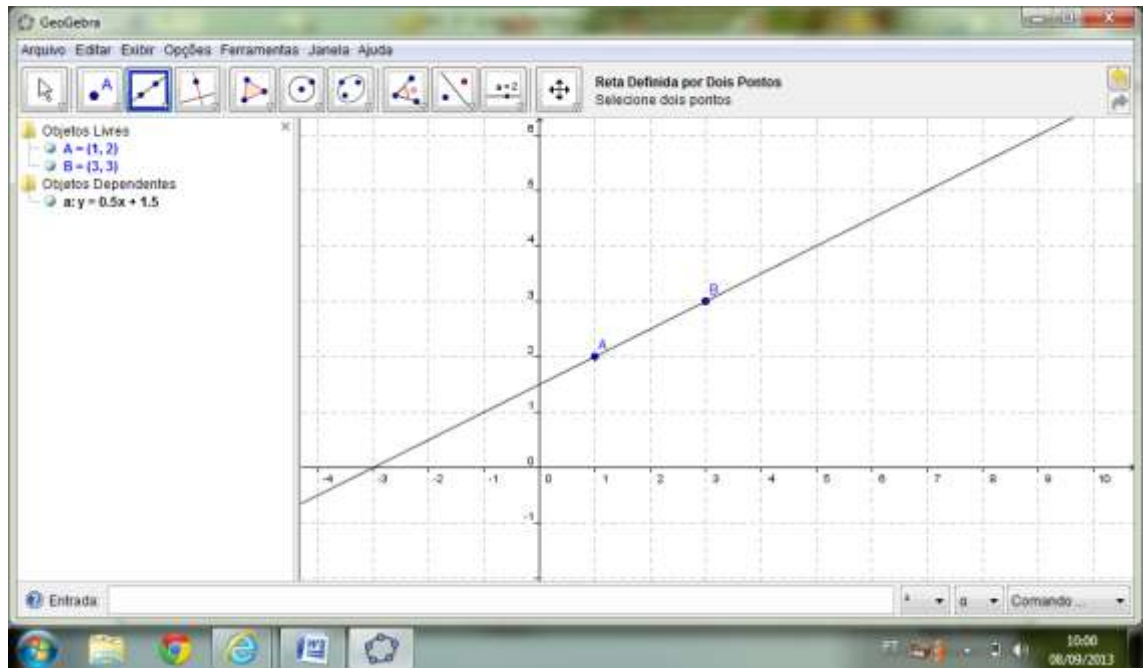 GeoGebra
Arquivo Editar Exibir Opções Ferramentas Janela Ajuda
A
a=2
Reta Definida por Dois Pontos
Selecione dois pontos
Objetos Livres
A = (1, 2)
B = (3, 3)
Objetos Dependentes
a: y = 0.5x + 1.5
6
5
4
3
B
2
A
1
0
-4 -3 -2 -1 0 1 2 3 4 5 6 7 8 9 10
-1
Entrada:
α
Comando ...
PT
10:00
08/09/2013